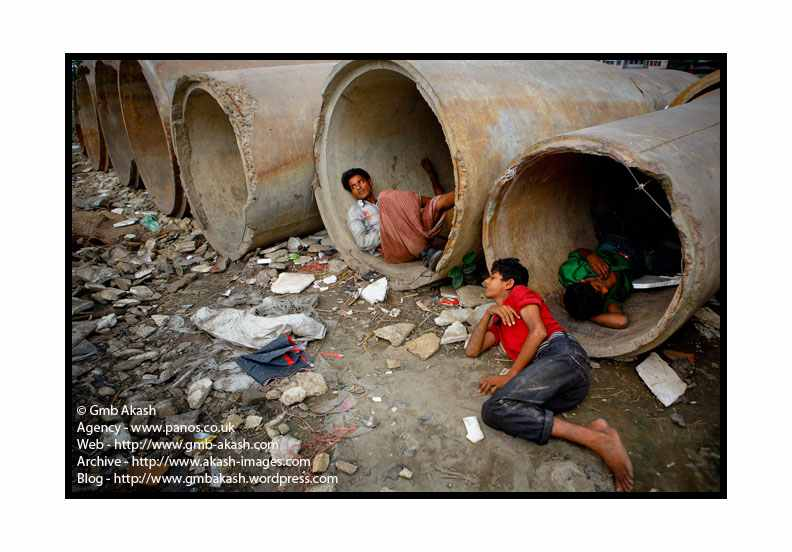 © Gmb Akash
Agency - www.panos.co.uk
Web - http://www.gmb-akash.com
Archive - http://www.akash-images.com
Blog - http://www.gmbakash.wordpress.com